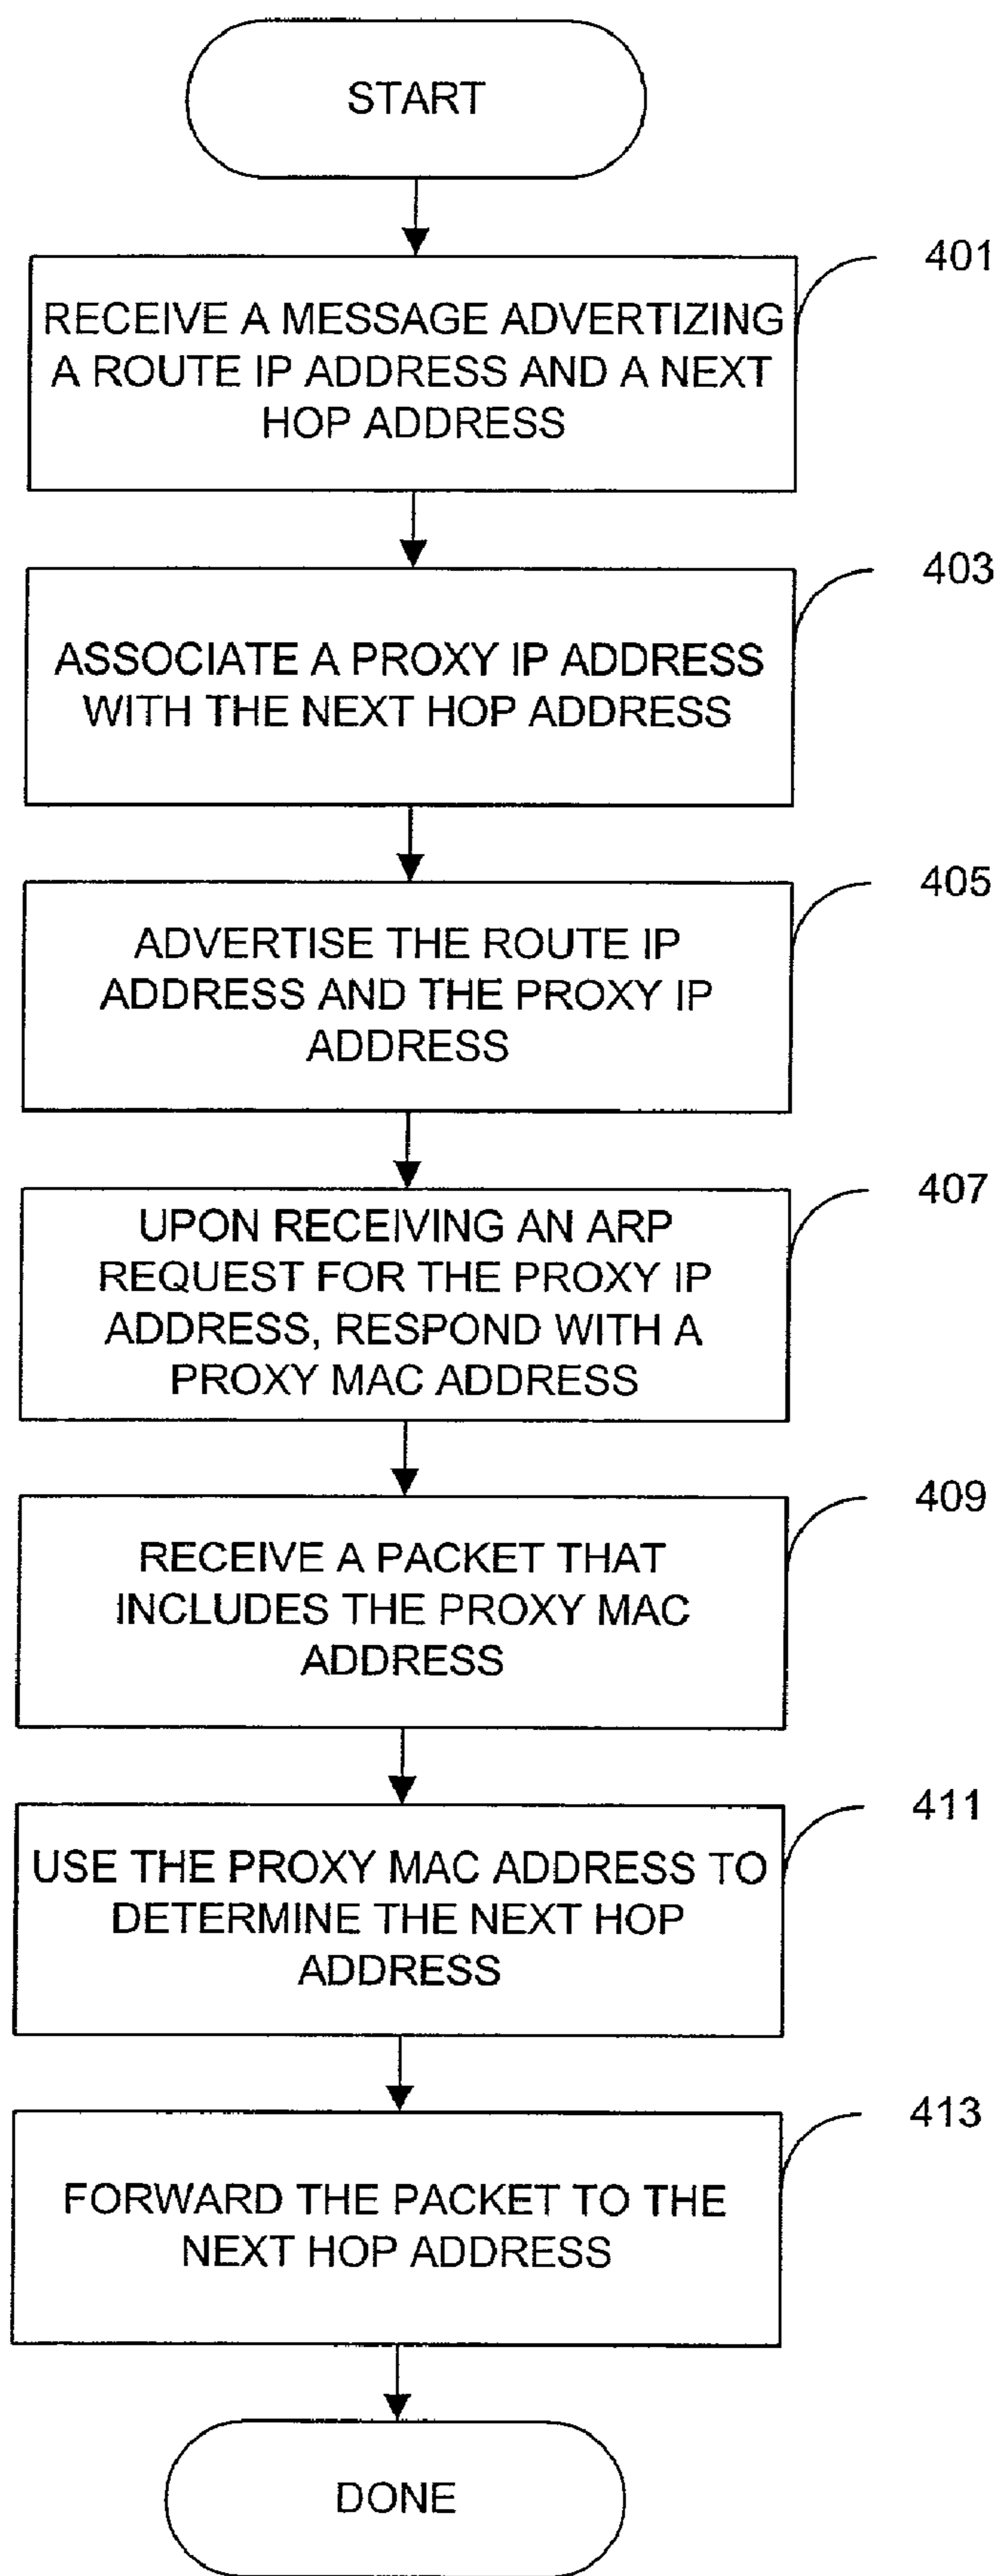 START
401
RECEIVE A MESSAGE ADVERTIZING
A ROUTE IP ADDRESS AND A NEXT
HOP ADDRESS
403
ASSOCIATE A PROXY IP ADDRESS
WITH THE NEXT HOP ADDRESS
405
ADVERTISE THE ROUTE IP
ADDRESS AND THE PROXY IP
ADDRESS
407
UPON RECEIVING AN ARP
REQUEST FOR THE PROXY IP
ADDRESS, RESPOND WITH A
PROXY MAC ADDRESS
409
RECEIVE A PACKET THAT
INCLUDES THE PROXY MAC
ADDRESS
411
USE THE PROXY MAC ADDRESS TO
DETERMINE THE NEXT HOP
ADDRESS
413
FORWARD THE PACKET TO THE
NEXT HOP ADDRESS
DONE